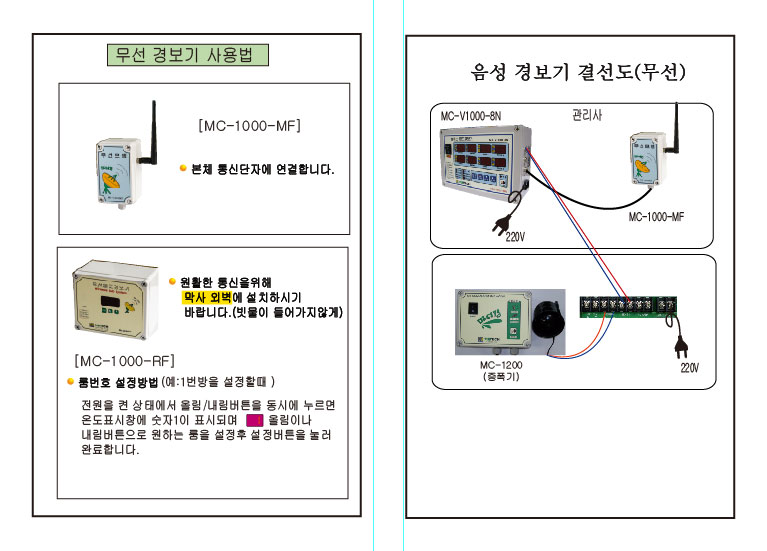 무선 경보기 사용법
[MC-1000-MF]
무선모뎀
본체 통신단자에 연결합니다.
원활한 통신을위해
막사 외벽에 설치하시기
바랍니다.(빗물이 들어가지않게)
[MC-1000-RF]
룸번호 설정방법 (예:1번방을 설정할때 )
전원을 켠 상태에서 올림/내림버튼을 동시에 누르면
온도표시창에 숫자1이 표시되며 올림이나
내림버튼으로 원하는 룸을 설정후 설정버튼을 눌러
완료합니다.
음성 경보기 결선도(무선)
MC-V1000-8N
관리사
MC-1000-MF
220V
MC-1200
(증폭기)
220V